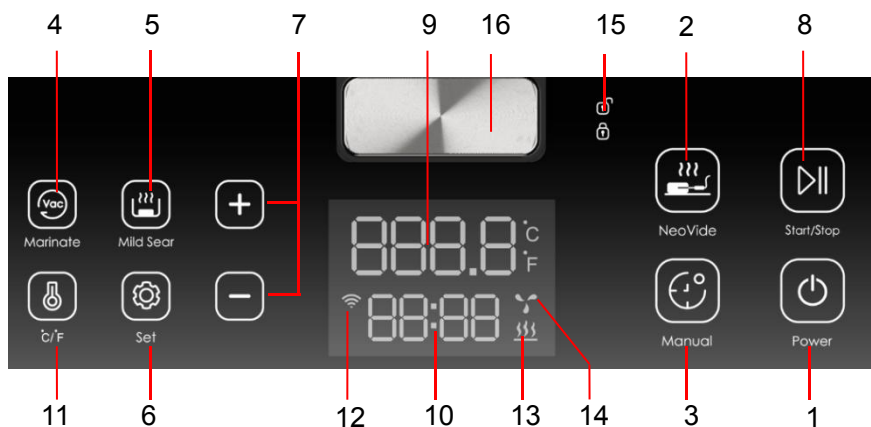 4 5 7 9 16 15 2 8
Vac
Marinate
Mild Sear
+
888.8 °C
°F
NeoVide
Start/Stop
°C/°F
Set
−
88:88
Manual
Power
11 6 12 10 13 14 3 1